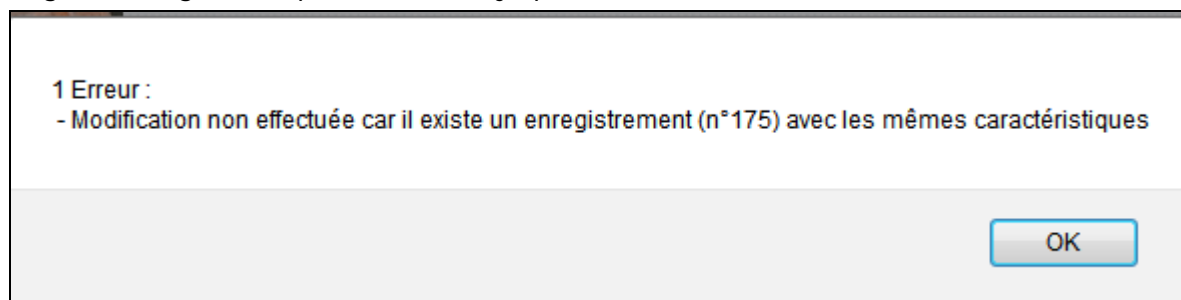 1 Erreur :
- Modification non effectuée car il existe un enregistrement (n°175) avec les mêmes caractéristiques
OK